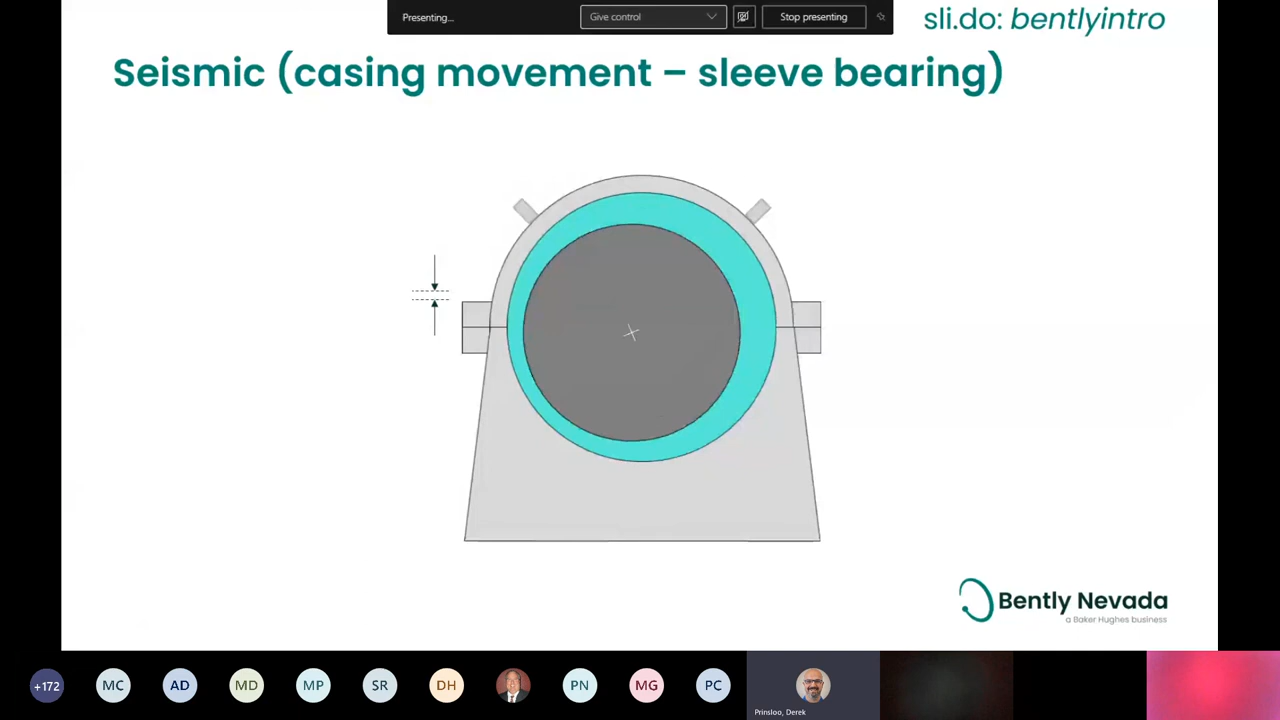 Presenting...
Give control
Stop presenting
sli.do: bentlyintro
Seismic (casing movement – sleeve bearing)
Bently Nevada
a Baker Hughes business
+172
MC
AD
MD
MP
SR
DH
PN
MG
PC
Prinsloo, Derek